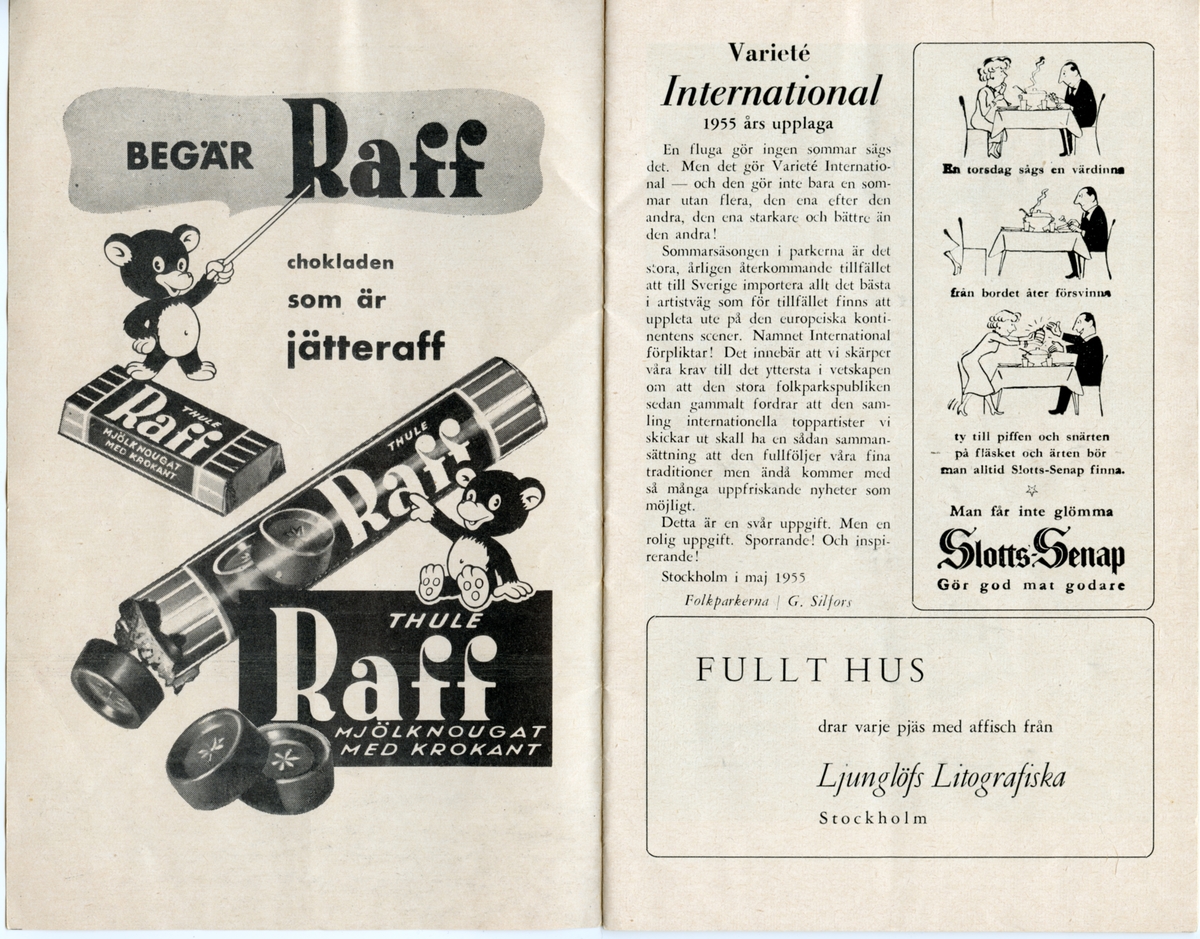 BEGÄR Raff
chokladen
som är
jätteraff
THULE
Raff
MJÖLKNOUGAT
MED KROKANT
THULE
Raff
THULE
Raff
MJÖLKNOUGAT
MED KROKANT
Varieté
International
1955 års upplaga
En fluga gör ingen sommar sägs
det. Men det gör Varieté Internatio-
nal — och den gör inte bara en som-
mar utan flera, den ena efter den
andra, den ena starkare och bättre än
den andra!
Sommarsäsongen i parkerna är det
stora, årligen återkommande tillfället
att till Sverige importera allt det bästa
i artistväg som för tillfället finns att
uppleta ute på den europeiska konti-
nentens scener. Namnet International
förpliktar! Det innebär att vi skärper
våra krav till det yttersta i vetskapen
om att den stora folkparkspubliken
sedan gammalt fordrar att den sam-
ling internationella toppartister vi
skickar ut skall ha en sådan samman-
sättning att den fullföljer våra fina
traditioner men ändå kommer med
så många uppfriskande nyheter som
möjligt.
Detta är en svår uppgift. Men en
rolig uppgift. Sporrande! Och inspi-
rerande!
Stockholm i maj 1955
Folkparkerna / G. Silfors
En torsdag sågs en värdinna
från bordet åter försvinna
ty till piffen och snärten
på fläsket och ärten bör
man alltid Slotts-Senap finna.
Man får inte glömma
Slotts-Senap
Gör god mat godare
FULLT HUS
drar varje pjäs med affisch från
Ljunglöfs Litografiska
Stockholm